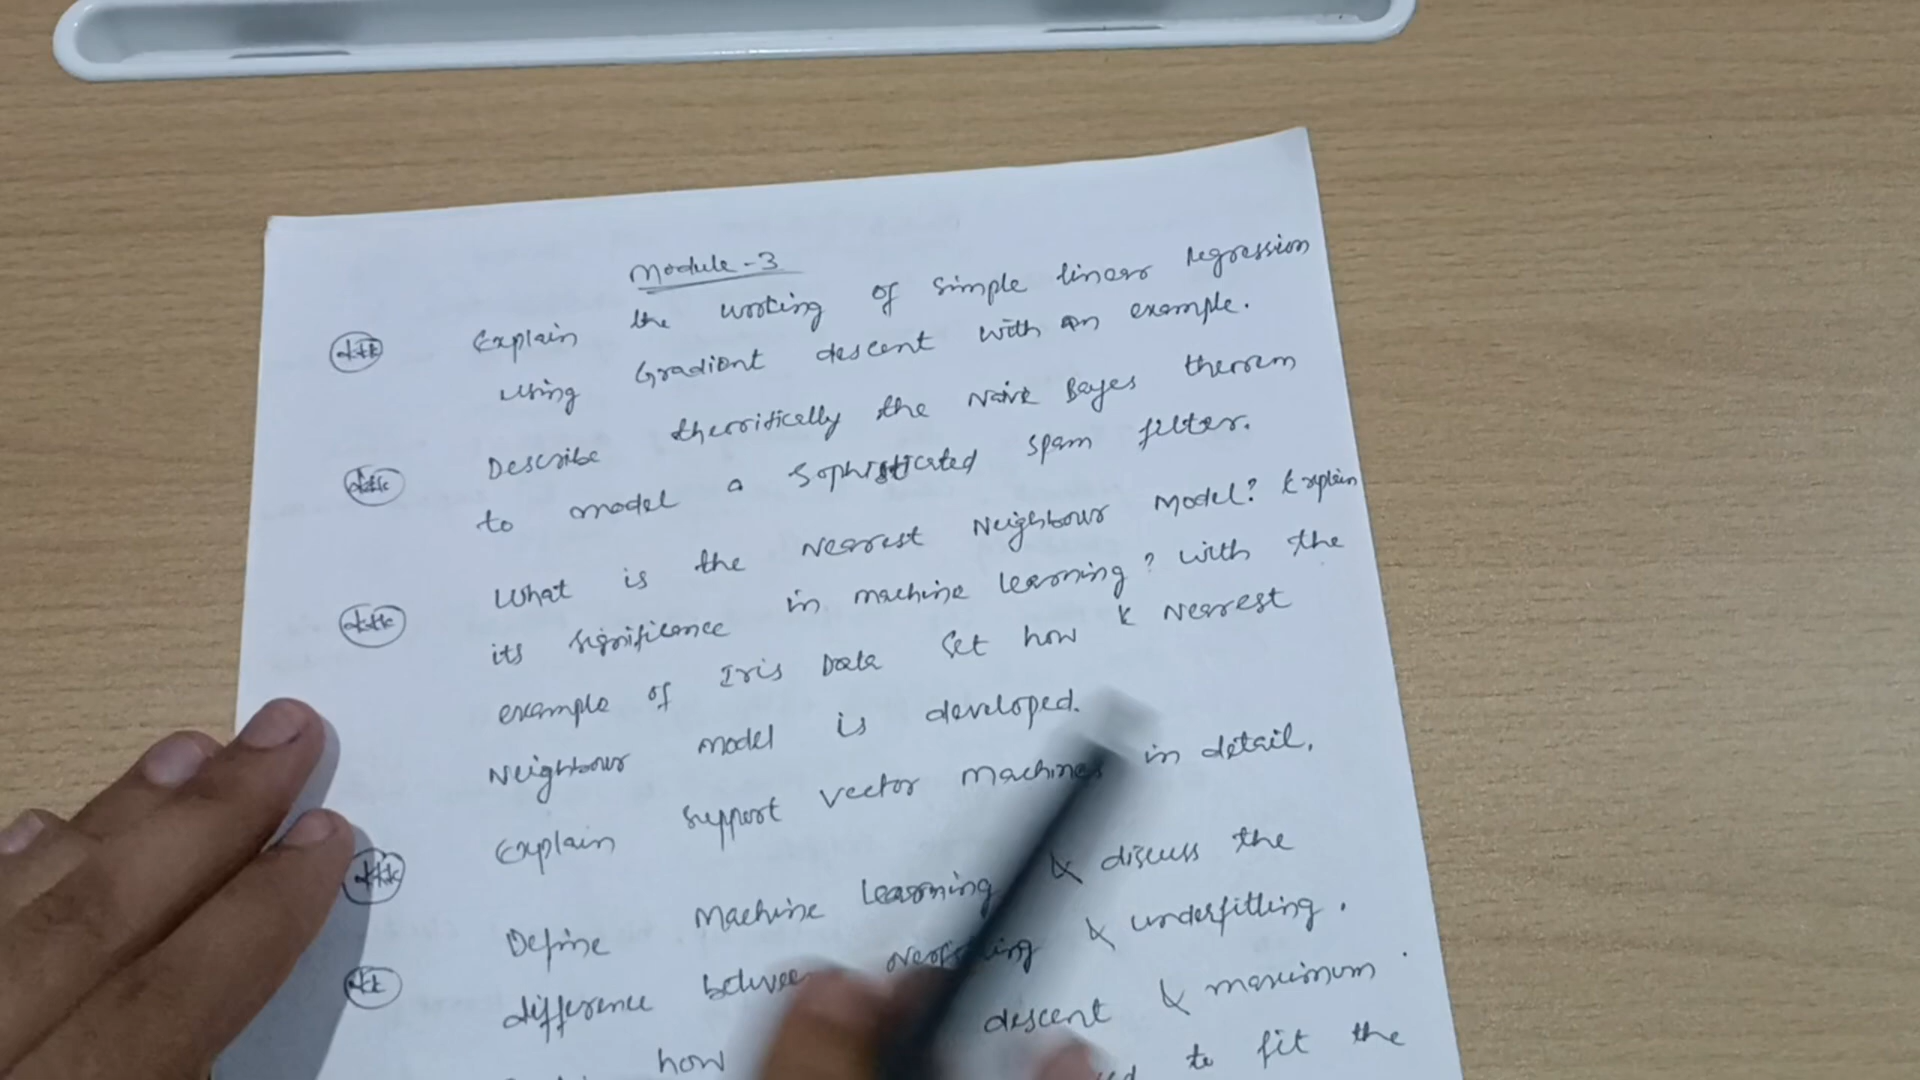 Module-3
*** Explain the working of simple linear regression
using Gradient descent with an example.
*** Describe theoritically the Naive Bayes theorem
to model a sophisticated spam filter.
*** What is the Nearest Neighbour Model? Explain
its significance in machine learning? with the
example of Iris Data Set how K Nearest
Neighbour model is developed.
*** Explain support vector machines in detail.
** Define Machine Learning & discuss the
difference between overfitting & underfitting.
how descent & maximum
to fit the